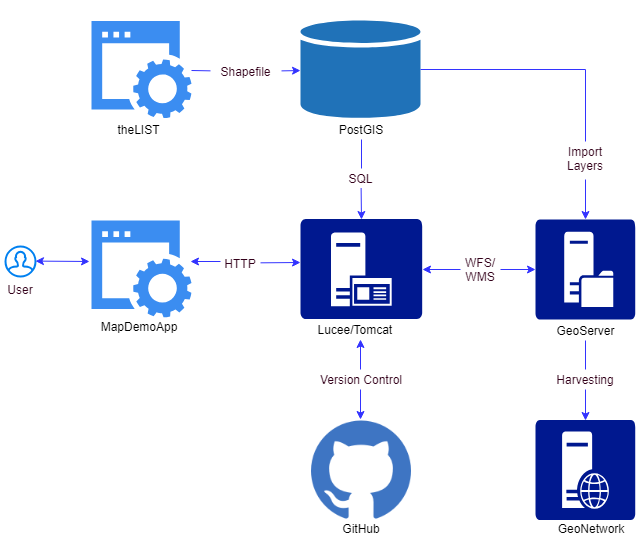 Shapefile
theLIST
PostGIS
Import
Layers
SQL
HTTP
WFS/
WMS
User
MapDemoApp
Lucee/Tomcat
GeoServer
Version Control
Harvesting
GitHub
GeoNetwork